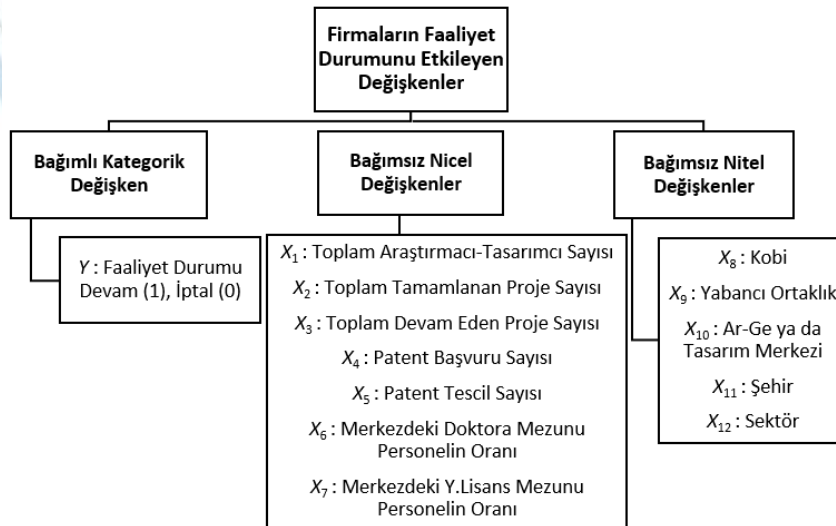 Firmaların Faaliyet
Durumunu Etkileyen
Değişkenler
Bağımlı Kategorik
Değişken
Y : Faaliyet Durumu
Devam (1), İptal (0)
Bağımsız Nicel
Değişkenler
X₁ : Toplam Araştırmacı-Tasarımcı Sayısı
X₂ : Toplam Tamamlanan Proje Sayısı
X₃ : Toplam Devam Eden Proje Sayısı
X₄ : Patent Başvuru Sayısı
X₅ : Patent Tescil Sayısı
X₆ : Merkezdeki Doktora Mezunu
Personelin Oranı
X₇ : Merkezdeki Y.Lisans Mezunu
Personelin Oranı
Bağımsız Nitel
Değişkenler
X₈ : Kobi
X₉ : Yabancı Ortaklık
X₁₀ : Ar-Ge ya da
Tasarım Merkezi
X₁₁ : Şehir
X₁₂ : Sektör